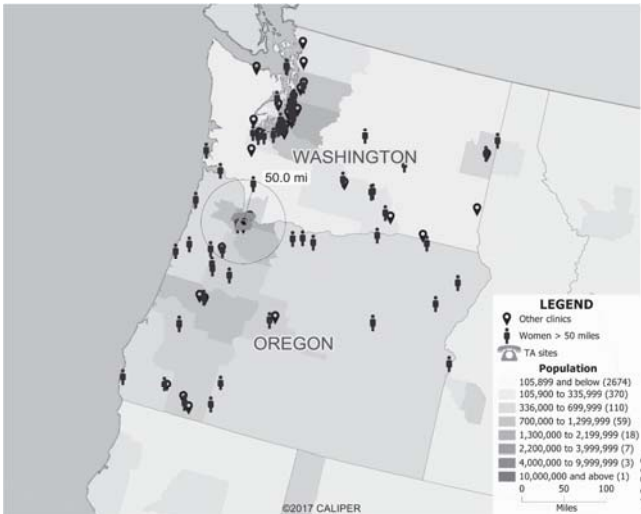 50.0 mi
WASHINGTON
OREGON
LEGEND
Other clinics
Women > 50 miles
TA sites
Population
105,899 and below (2674)
105,900 to 335,999 (370)
336,000 to 699,999 (110)
700,000 to 1,299,999 (59)
1,300,000 to 2,199,999 (18)
2,200,000 to 3,999,999 (7)
4,000,000 to 9,999,999 (3)
10,000,000 and above (1)
0 50 100
Miles
©2017 CALIPER